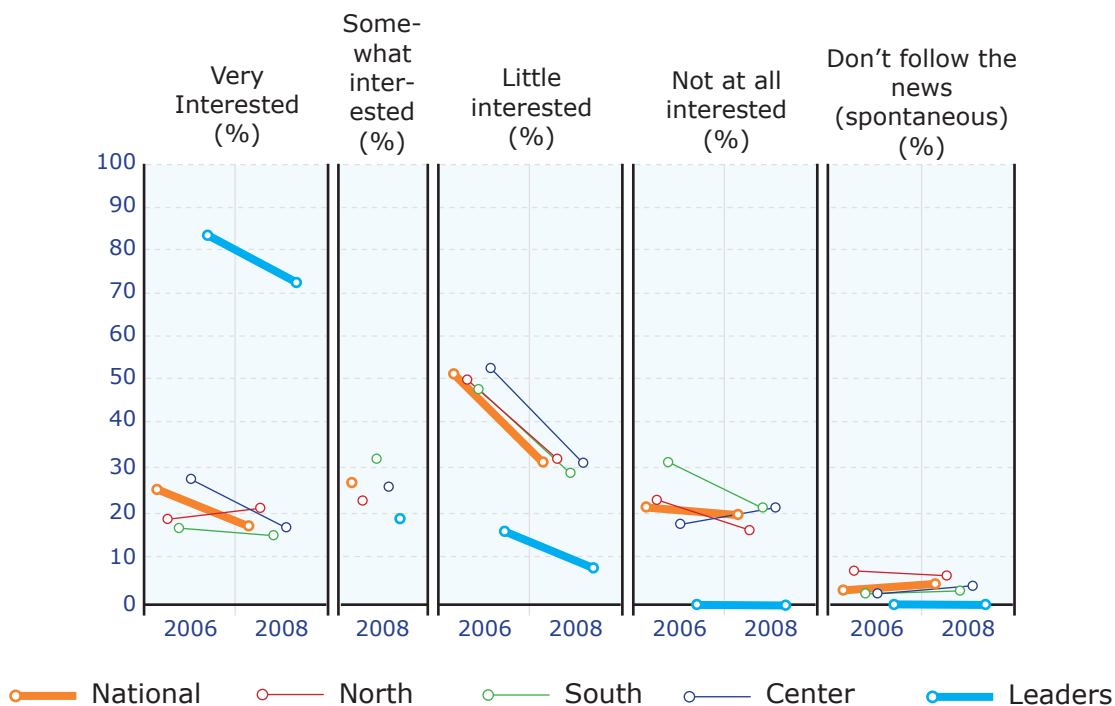 Very
Interested
(%)
Some-
what
inter-
ested
(%)
Little
interested
(%)
Not at all
interested
(%)
Don’t follow the
news
(spontaneous)
(%)
100
90
80
70
60
50
40
30
20
10
0
2006 2008 2008 2006 2008 2006 2008 2006 2008
National North South Center Leaders